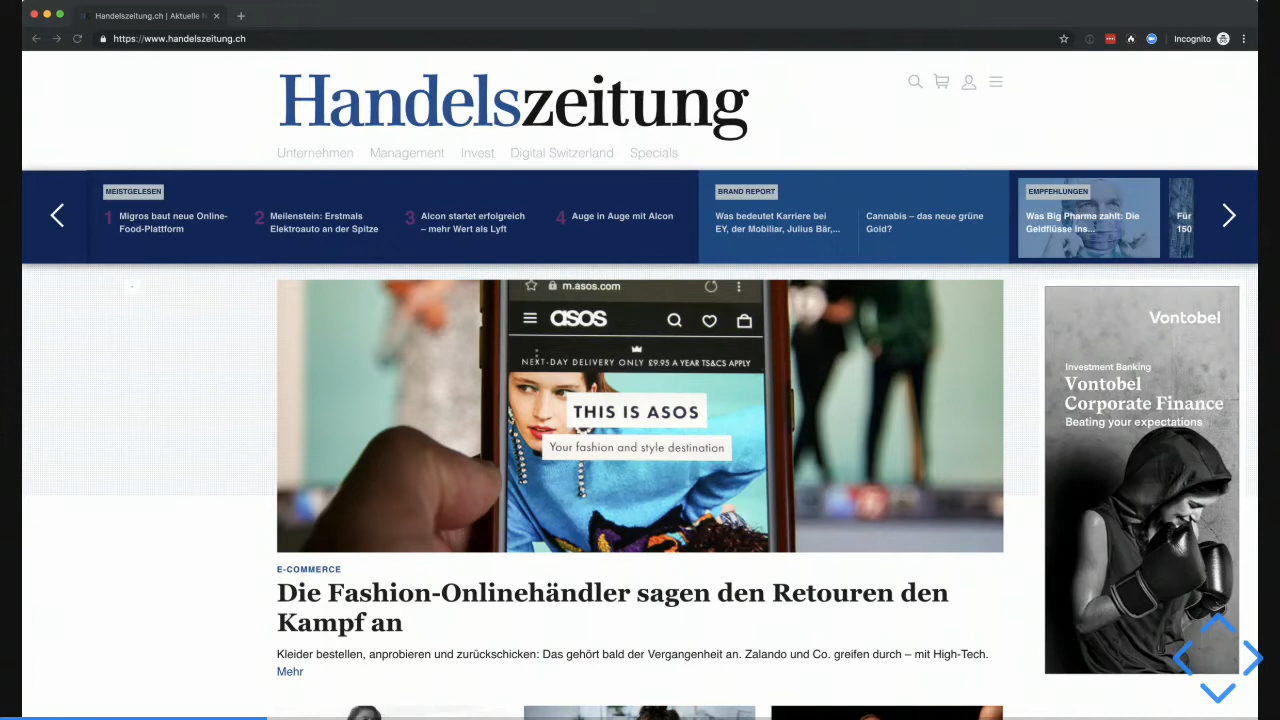 Handelszeitung.ch | Aktuelle N
https://www.handelszeitung.ch
Incognito
Handelszeitung
Unternehmen Management Invest Digital Switzerland Specials
MEISTGELESEN
1 Migros baut neue Online-
Food-Plattform
2 Meilenstein: Erstmals
Elektroauto an der Spitze
3 Alcon startet erfolgreich
– mehr Wert als Lyft
4 Auge in Auge mit Alcon
BRAND REPORT
Was bedeutet Karriere bei
EY, der Mobiliar, Julius Bär,...
Cannabis – das neue grüne
Gold?
EMPFEHLUNGEN
Was Big Pharma zahlt: Die
Geldflüsse ins...
Für
150
m.asos.com
asos
NEXT-DAY DELIVERY ONLY £9.95 A YEAR TS&CS APPLY
THIS IS ASOS
Your fashion and style destination
Vontobel
Investment Banking
Vontobel
Corporate Finance
Beating your expectations
E-COMMERCE
Die Fashion-Onlinehändler sagen den Retouren den
Kampf an
Kleider bestellen, anprobieren und zurückschicken: Das gehört bald der Vergangenheit an. Zalando und Co. greifen durch – mit High-Tech.
Mehr